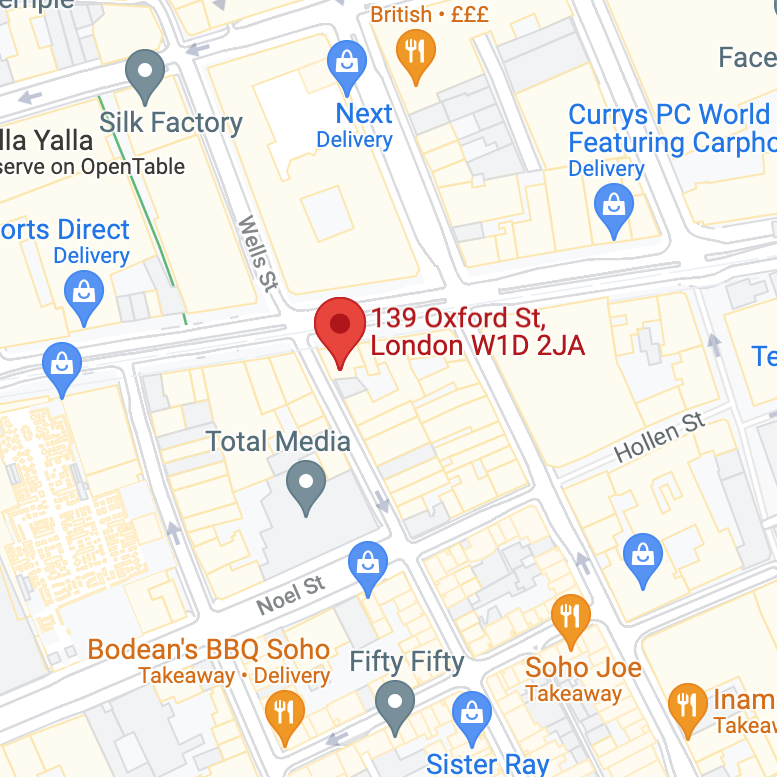 emple
British • £££
Face
Next
Delivery
Silk Factory
Currys PC World
Featuring Carpho
Delivery
lla Yalla
serve on OpenTable
orts Direct
Delivery
Wells St
139 Oxford St,
London W1D 2JA
Te
Hollen St
Total Media
Noel St
Bodean's BBQ Soho
Takeaway • Delivery
Fifty Fifty
Soho Joe
Takeaway
Inam
Takeaw
Sister Ray